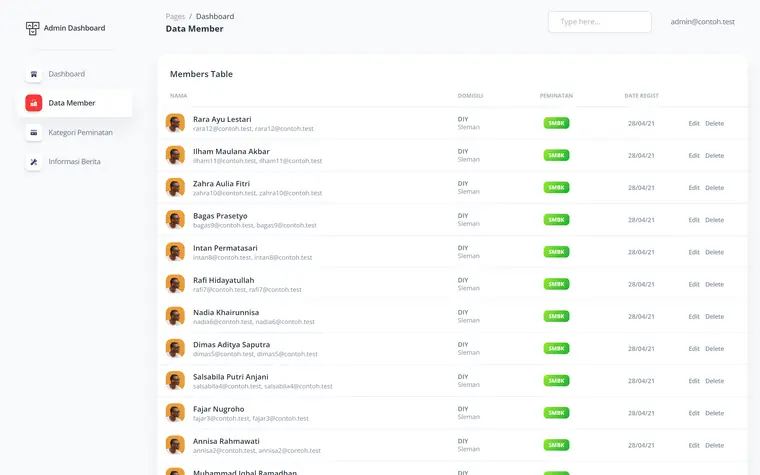 Admin Dashboard
Dashboard
Data Member
Kategori Peminatan
Informasi Berita
Pages / Dashboard
Data Member
Type here...
admin@contoh.test
Members Table
NAMA DOMISILI PEMINATAN DATE REGIST
Rara Ayu Lestari DIY SMBK 28/04/21 Edit Delete
rara12@contoh.test, rara12@contoh.test Sleman
Ilham Maulana Akbar DIY SMBK 28/04/21 Edit Delete
ilham11@contoh.test, ilham11@contoh.test Sleman
Zahra Aulia Fitri DIY SMBK 28/04/21 Edit Delete
zahra10@contoh.test, zahra10@contoh.test Sleman
Bagas Prasetyo DIY SMBK 28/04/21 Edit Delete
bagas9@contoh.test, bagas9@contoh.test Sleman
Intan Permatasari DIY SMBK 28/04/21 Edit Delete
intan8@contoh.test, intan8@contoh.test Sleman
Rafi Hidayatullah DIY SMBK 28/04/21 Edit Delete
rafi7@contoh.test, rafi7@contoh.test Sleman
Nadia Khairunnisa DIY SMBK 28/04/21 Edit Delete
nadia6@contoh.test, nadia6@contoh.test Sleman
Dimas Aditya Saputra DIY SMBK 28/04/21 Edit Delete
dimas5@contoh.test, dimas5@contoh.test Sleman
Salsabila Putri Anjani DIY SMBK 28/04/21 Edit Delete
salsabila4@contoh.test, salsabila4@contoh.test Sleman
Fajar Nugroho DIY SMBK 28/04/21 Edit Delete
fajar3@contoh.test, fajar3@contoh.test Sleman
Annisa Rahmawati DIY SMBK 28/04/21 Edit Delete
annisa2@contoh.test, annisa2@contoh.test Sleman
Muhammad Iqbal Ramadhan